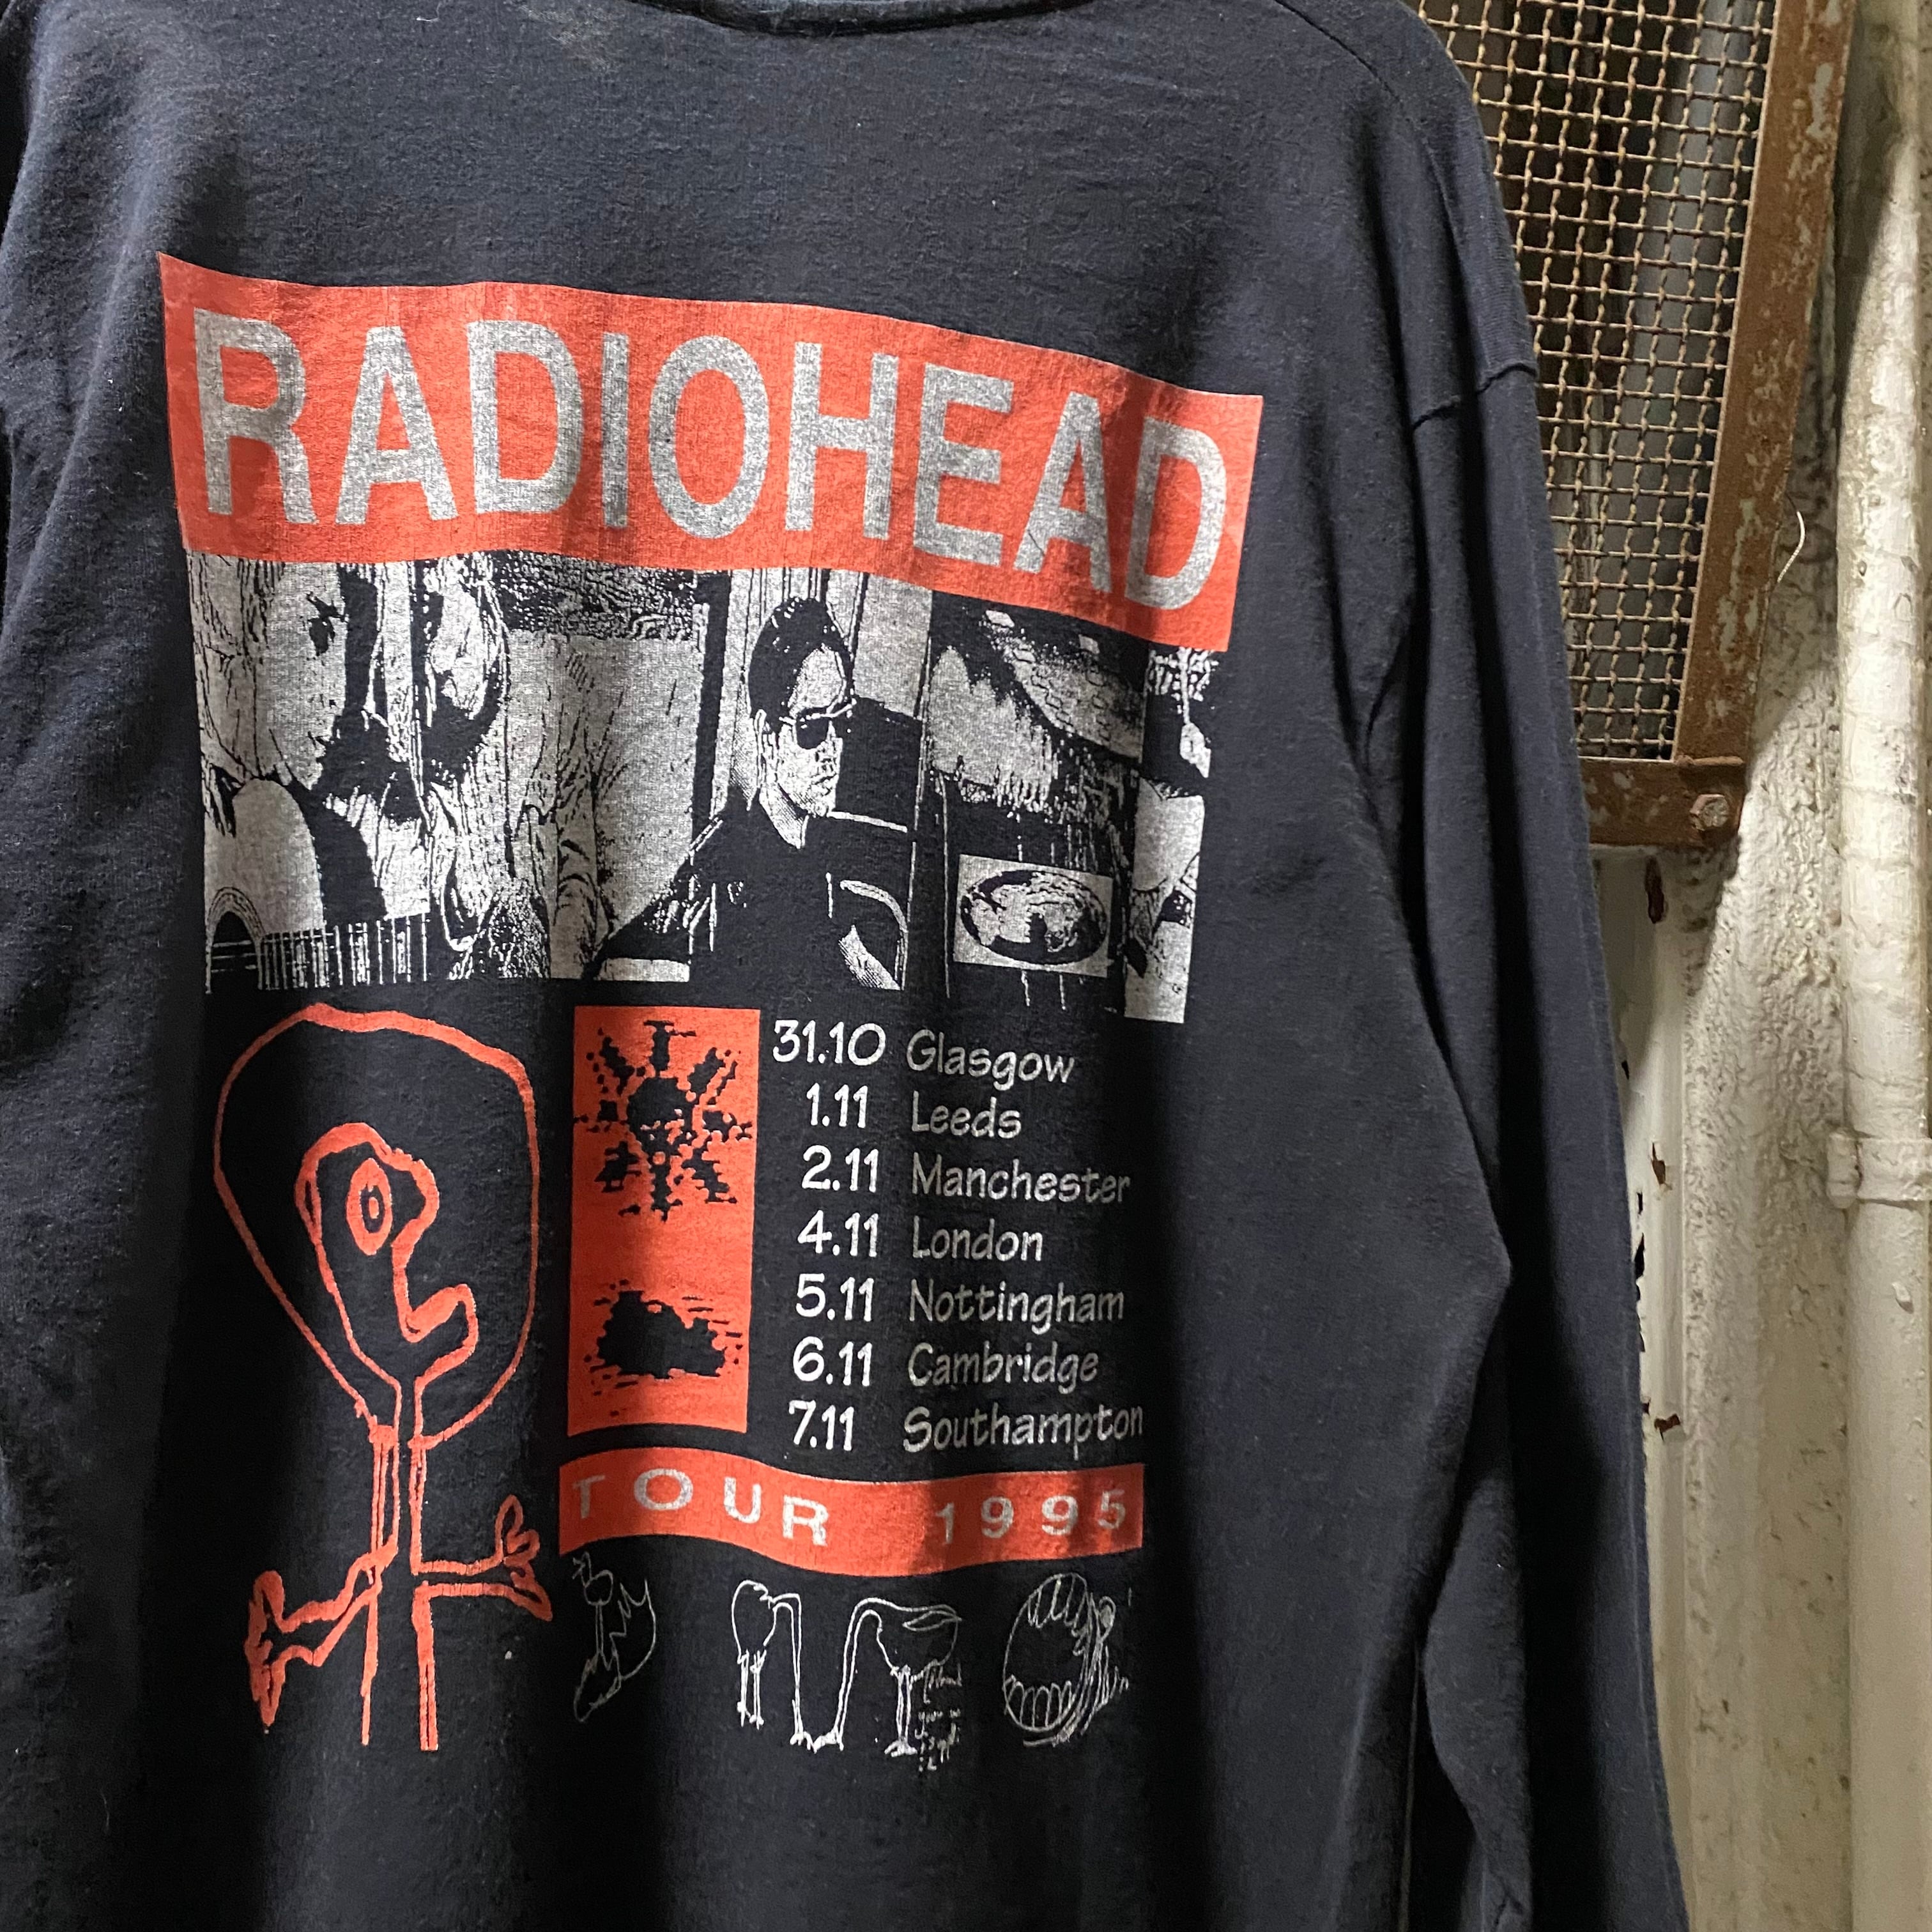 RADIOHEAD
31.10 Glasgow
1.11 Leeds
2.11 Manchester
4.11 London
5.11 Nottingham
6.11 Cambridge
7.11 Southampton
TOUR 1995